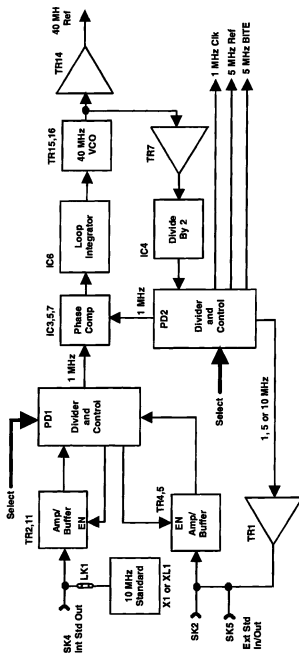 40 MH
Ref
TR14
TR15,16
40 MHz
VCO
TR7
IC6
Loop
Integrator
IC4
Divide
By 2
IC3,5,7
Phase
Comp
1 MHz
1 MHz
PD2
Divider
and
Control
1 MHz Clk
5 MHz Ref
5 MHz BITE
Select
PD1
Divider
and
Control
Select
1, 5 or 10 MHz
TR2,11
Amp/
Buffer
EN
TR4,5
EN
Amp/
Buffer
TR1
LK1
10 MHz
Standard
X1 or XL1
SK4
Int Std Out
SK2
SK5
Ext Std
In/Out